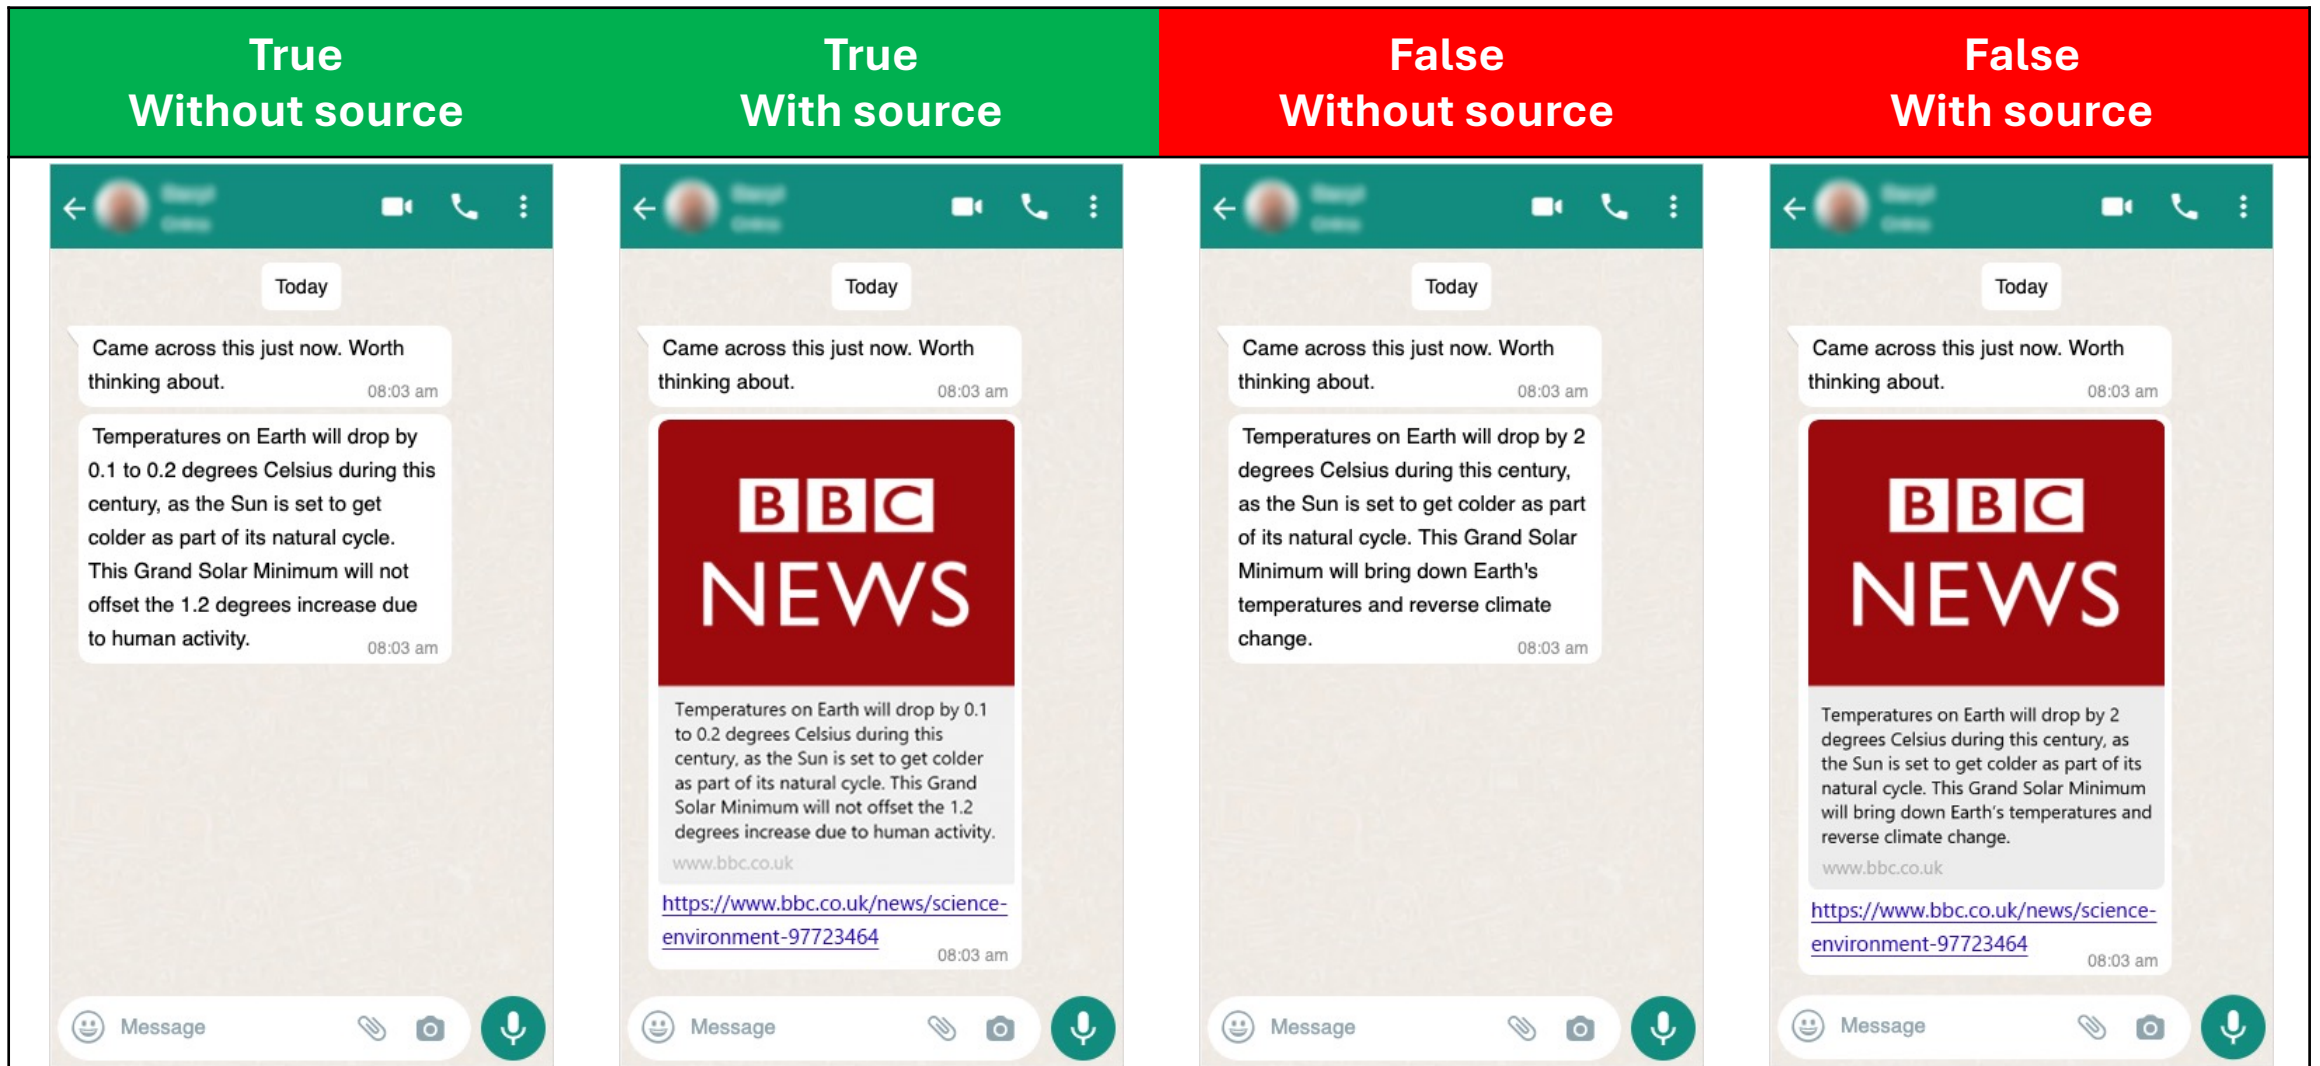 True
Without source
True
With source
False
Without source
False
With source
Today
Came across this just now. Worth
thinking about.
08:03 am
Temperatures on Earth will drop by
0.1 to 0.2 degrees Celsius during this
century, as the Sun is set to get
colder as part of its natural cycle.
This Grand Solar Minimum will not
offset the 1.2 degrees increase due
to human activity.
08:03 am
Message
Today
Came across this just now. Worth
thinking about.
08:03 am
BBC
NEWS
Temperatures on Earth will drop by 0.1
to 0.2 degrees Celsius during this
century, as the Sun is set to get colder
as part of its natural cycle. This Grand
Solar Minimum will not offset the 1.2
degrees increase due to human activity.
www.bbc.co.uk
https://www.bbc.co.uk/news/science-
environment-97723464
08:03 am
Message
Today
Came across this just now. Worth
thinking about.
08:03 am
Temperatures on Earth will drop by 2
degrees Celsius during this century,
as the Sun is set to get colder as part
of its natural cycle. This Grand Solar
Minimum will bring down Earth's
temperatures and reverse climate
change.
08:03 am
Message
Today
Came across this just now. Worth
thinking about.
08:03 am
BBC
NEWS
Temperatures on Earth will drop by 2
degrees Celsius during this century, as
the Sun is set to get colder as part of its
natural cycle. This Grand Solar Minimum
will bring down Earth's temperatures and
reverse climate change.
www.bbc.co.uk
https://www.bbc.co.uk/news/science-
environment-97723464
08:03 am
Message